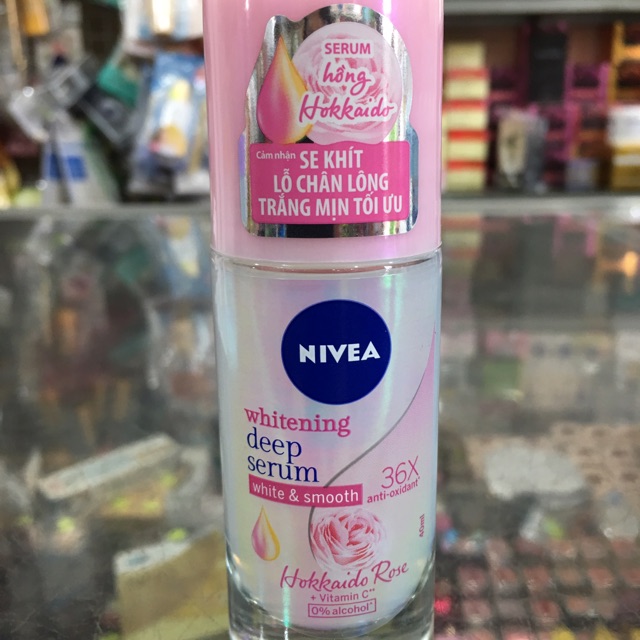 SERUM
hồng
Hokkaido
Cảm nhận SE KHÍT
LỖ CHÂN LÔNG
TRẮNG MỊN TỐI ƯU
NIVEA
whitening
deep
serum
white & smooth
36X
anti-oxidant*
40ml
Hokkaido Rose
+ Vitamin C**
0% alcohol^